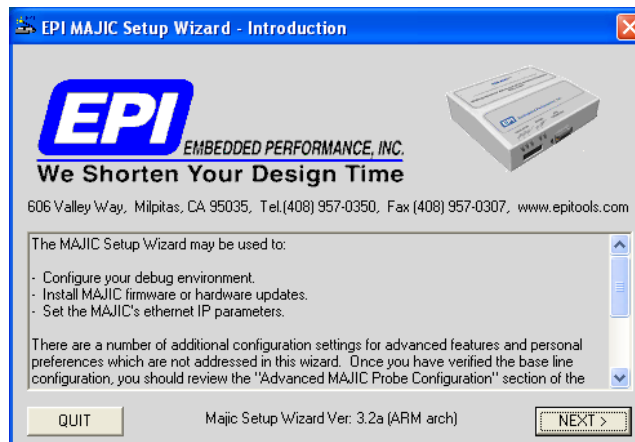 EPI MAJIC Setup Wizard - Introduction
EPI
EMBEDDED PERFORMANCE, INC.
We Shorten Your Design Time
606 Valley Way, Milpitas, CA 95035, Tel.(408) 957-0350, Fax (408) 957-0307, www.epitools.com
The MAJIC Setup Wizard may be used to:
- Configure your debug environment.
- Install MAJIC firmware or hardware updates.
- Set the MAJIC's ethernet IP parameters.
There are a number of additional configuration settings for advanced features and personal
preferences which are not addressed in this wizard. Once you have verified the base line
configuration, you should review the "Advanced MAJIC Probe Configuration" section of the
QUIT
Majic Setup Wizard Ver: 3.2a (ARM arch)
NEXT >